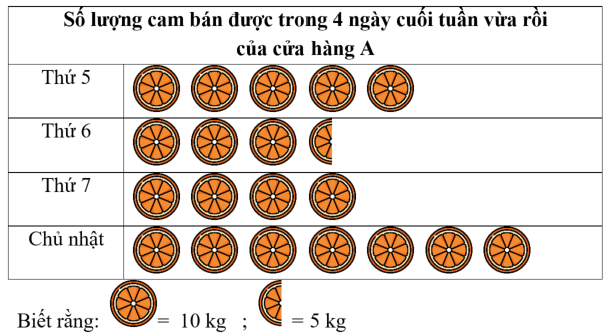 Số lượng cam bán được trong 4 ngày cuối tuần vừa rồi
của cửa hàng A
Thứ 5
Thứ 6
Thứ 7
Chủ nhật
Biết rằng: = 10 kg ; = 5 kg